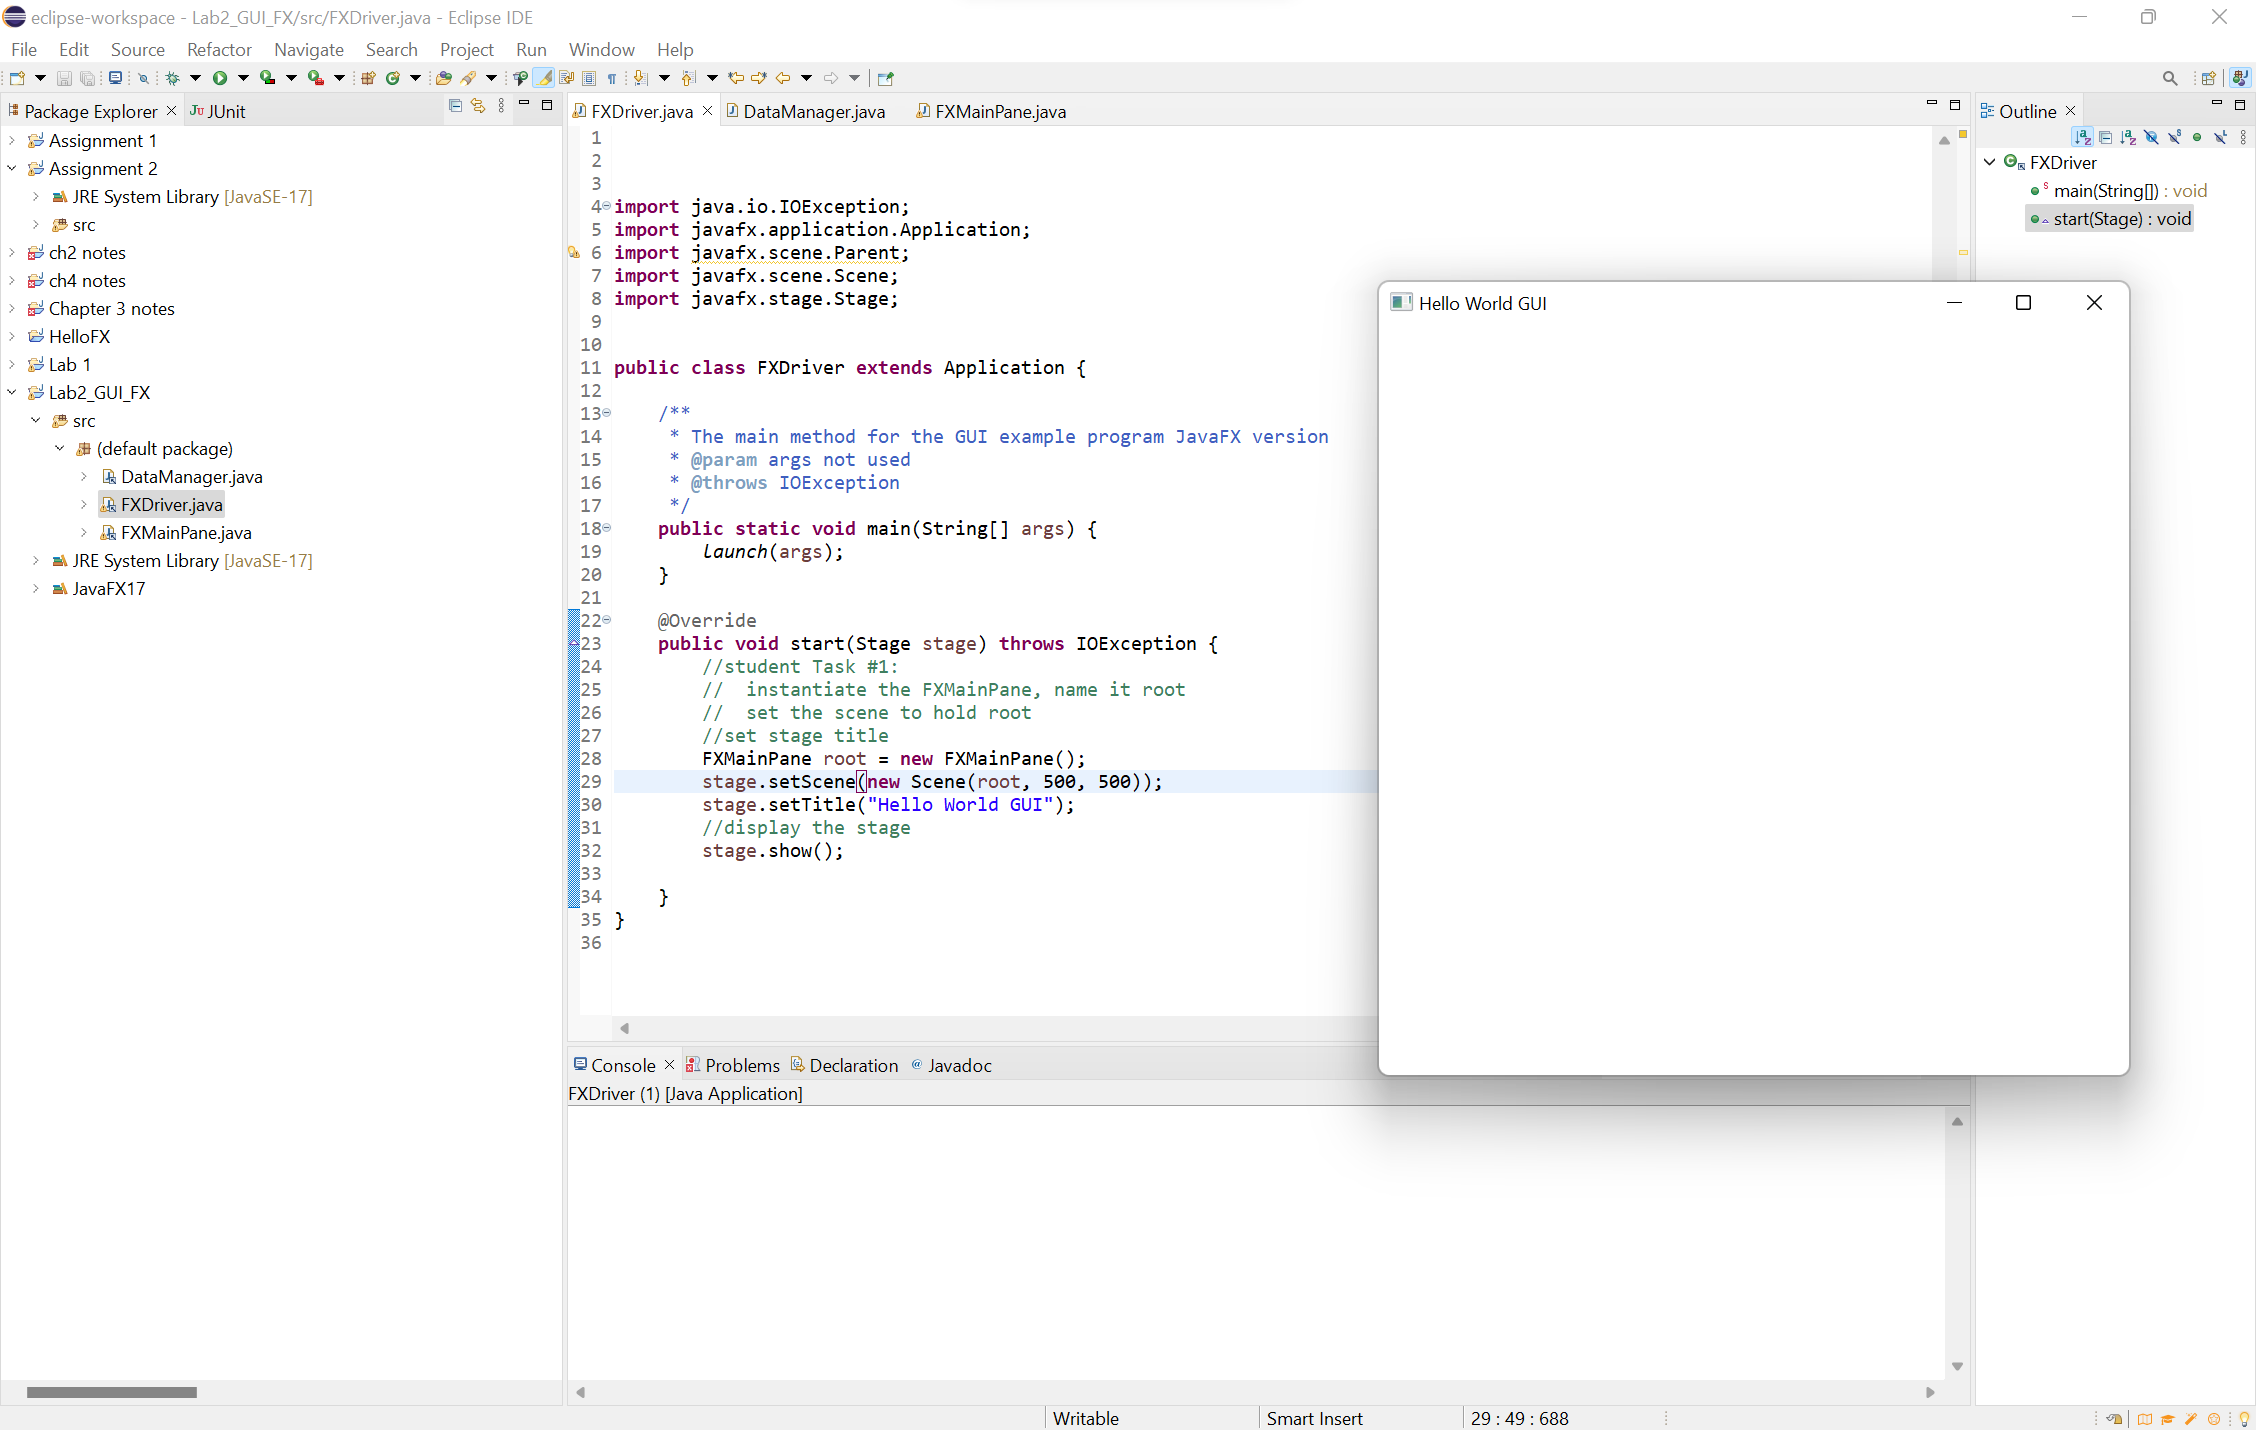 eclipse-workspace - Lab2_GUI_FX/src/FXDriver.java - Eclipse IDE
File Edit Source Refactor Navigate Search Project Run Window Help
Package Explorer JUnit
Assignment 1
Assignment 2
JRE System Library [JavaSE-17]
src
ch2 notes
ch4 notes
Chapter 3 notes
HelloFX
Lab 1
Lab2_GUI_FX
src
(default package)
DataManager.java
FXDriver.java
FXMainPane.java
JRE System Library [JavaSE-17]
JavaFX17
FXDriver.java DataManager.java FXMainPane.java
1
2
3
4 import java.io.IOException;
5 import javafx.application.Application;
6 import javafx.scene.Parent;
7 import javafx.scene.Scene;
8 import javafx.stage.Stage;
9
10
11 public class FXDriver extends Application {
12
13 /**
14 * The main method for the GUI example program JavaFX version
15 * @param args not used
16 * @throws IOException
17 */
18 public static void main(String[] args) {
19 launch(args);
20 }
21
22 @Override
23 public void start(Stage stage) throws IOException {
24 //student Task #1:
25 // instantiate the FXMainPane, name it root
26 // set the scene to hold root
27 //set stage title
28 FXMainPane root = new FXMainPane();
29 stage.setScene(new Scene(root, 500, 500));
30 stage.setTitle("Hello World GUI");
31 //display the stage
32 stage.show();
33
34 }
35 }
36
Hello World GUI
Outline
FXDriver
main(String[]) : void
start(Stage) : void
Console Problems Declaration Javadoc
FXDriver (1) [Java Application]
Writable Smart Insert 29 : 49 : 688